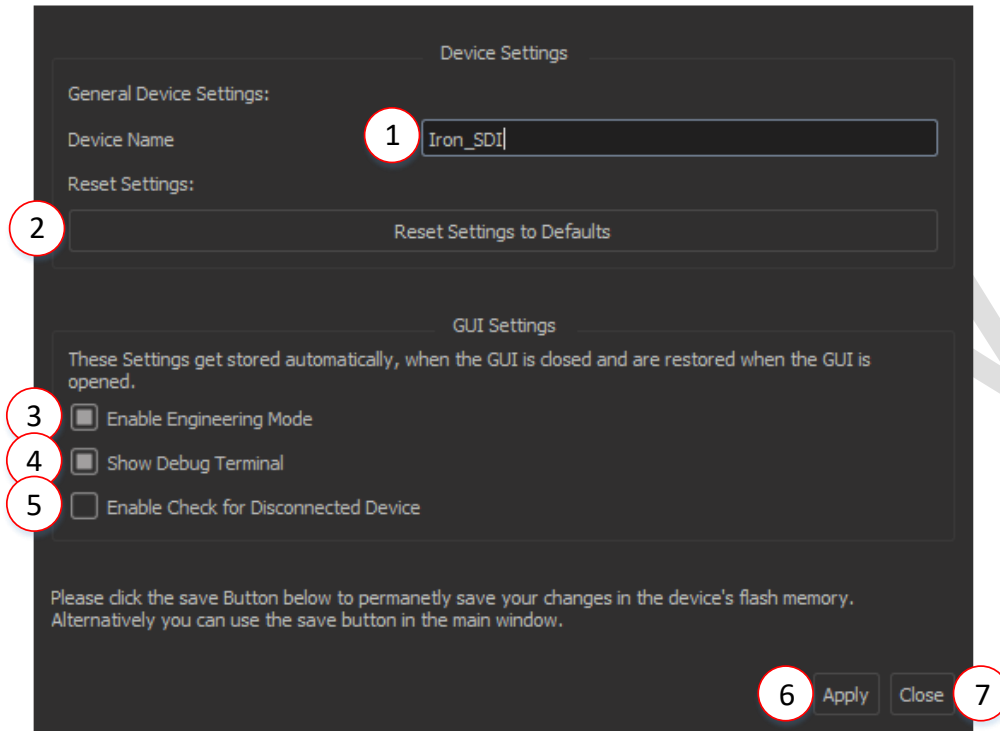 Device Settings
General Device Settings:
Device Name
1
Iron_SDI
Reset Settings:
2
Reset Settings to Defaults
GUI Settings
These Settings get stored automatically, when the GUI is closed and are restored when the GUI is
opened.
3
Enable Engineering Mode
4
Show Debug Terminal
5
Enable Check for Disconnected Device
Please click the save Button below to permanetly save your changes in the device's flash memory.
Alternatively you can use the save button in the main window.
6
Apply
Close
7